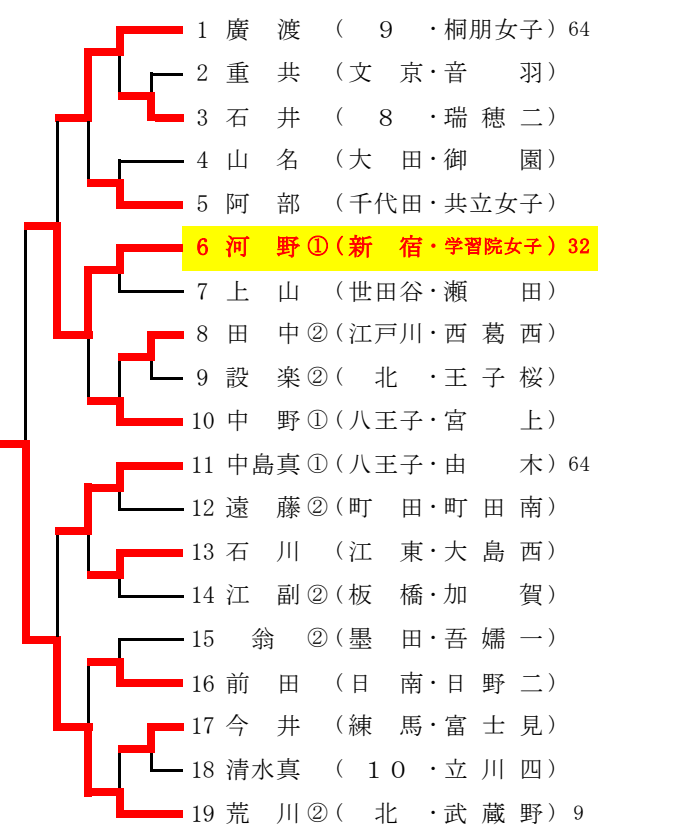 1 廣 渡 ( 9 ・桐朋女子) 64
2 重 共 (文 京・音 羽)
3 石 井 ( 8 ・瑞 穂 二)
4 山 名 (大 田・御 園)
5 阿 部 (千代田・共立女子)
6 河 野①(新 宿・学習院女子) 32
7 上 山 (世田谷・瀬 田)
8 田 中②(江戸川・西 葛 西)
9 設 楽②( 北 ・王 子 桜)
10 中 野①(八王子・宮 上)
11 中島真①(八王子・由 木) 64
12 遠 藤②(町 田・町 田 南)
13 石 川 (江 東・大 島 西)
14 江 副②(板 橋・加 賀)
15 翁 ②(墨 田・吾 嬬 一)
16 前 田 (日 南・日 野 二)
17 今 井 (練 馬・富 士 見)
18 清水真 ( 10 ・立 川 四)
19 荒 川②( 北 ・武 蔵 野) 9